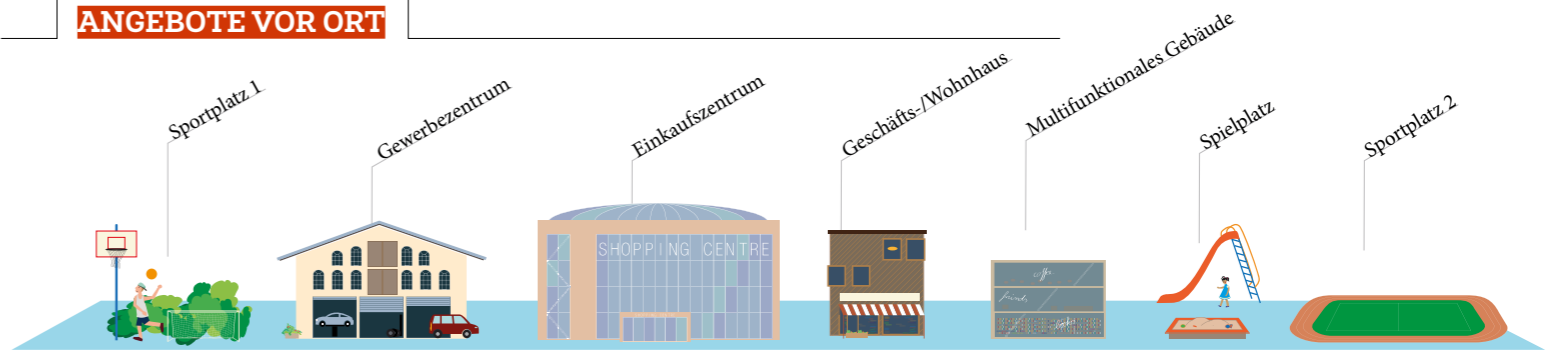 ANGEBOTE VOR ORT
Sportplatz 1
Gewerbezentrum
Einkaufszentrum
Geschäfts-/Wohnhaus
Multifunktionales Gebäude
Spielplatz
Sportplatz 2
SHOPPING CENTRE